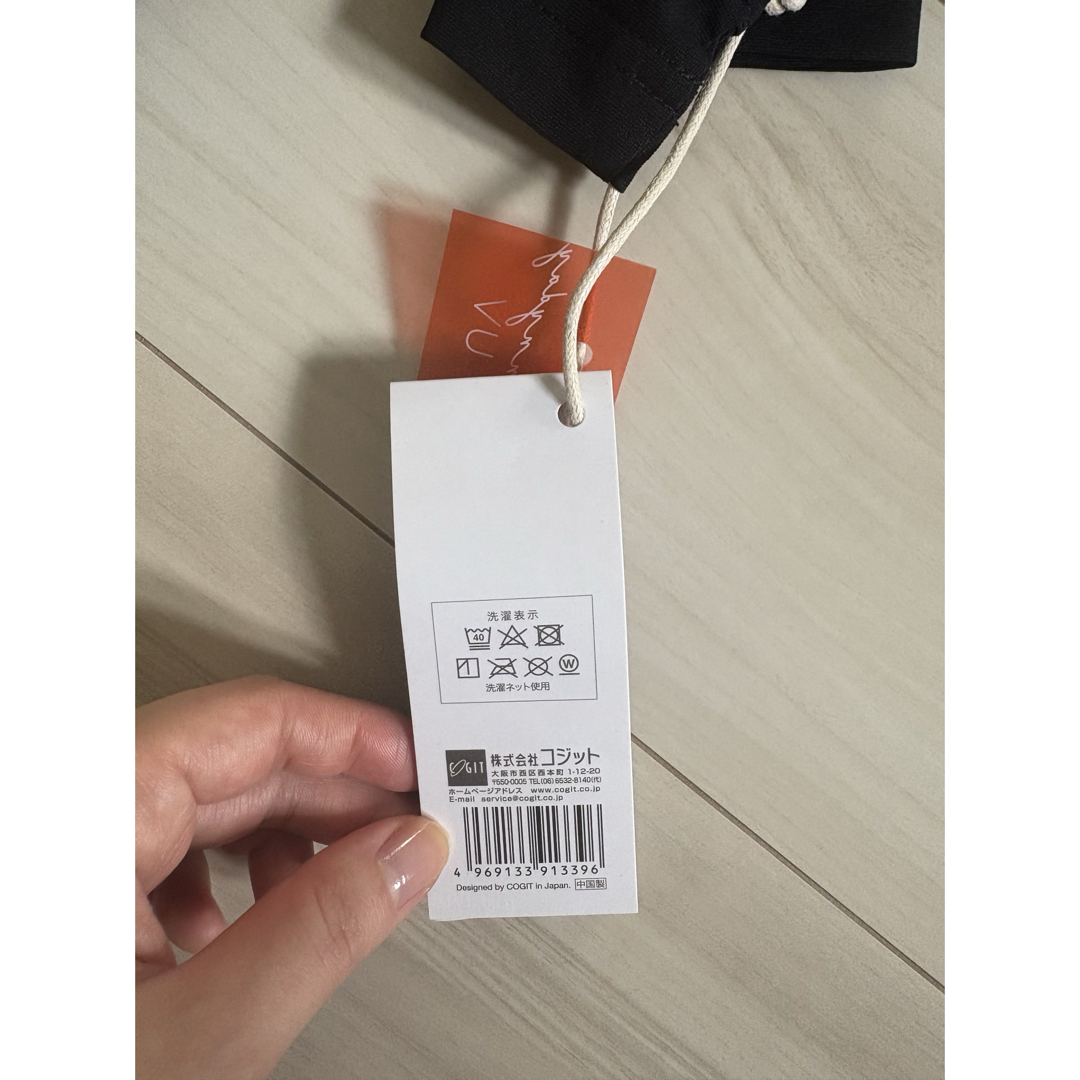 VU
洗濯表示
40
W
洗濯ネット使用
COGIT
株式会社コジット
大阪市西区西本町 1-12-20
〒550-0005 TEL(06)6532-8140(代)
ホームページアドレス www.cogit.co.jp
E-mail service@cogit.co.jp
4 969133 913396
Designed by COGIT in Japan. 中国製